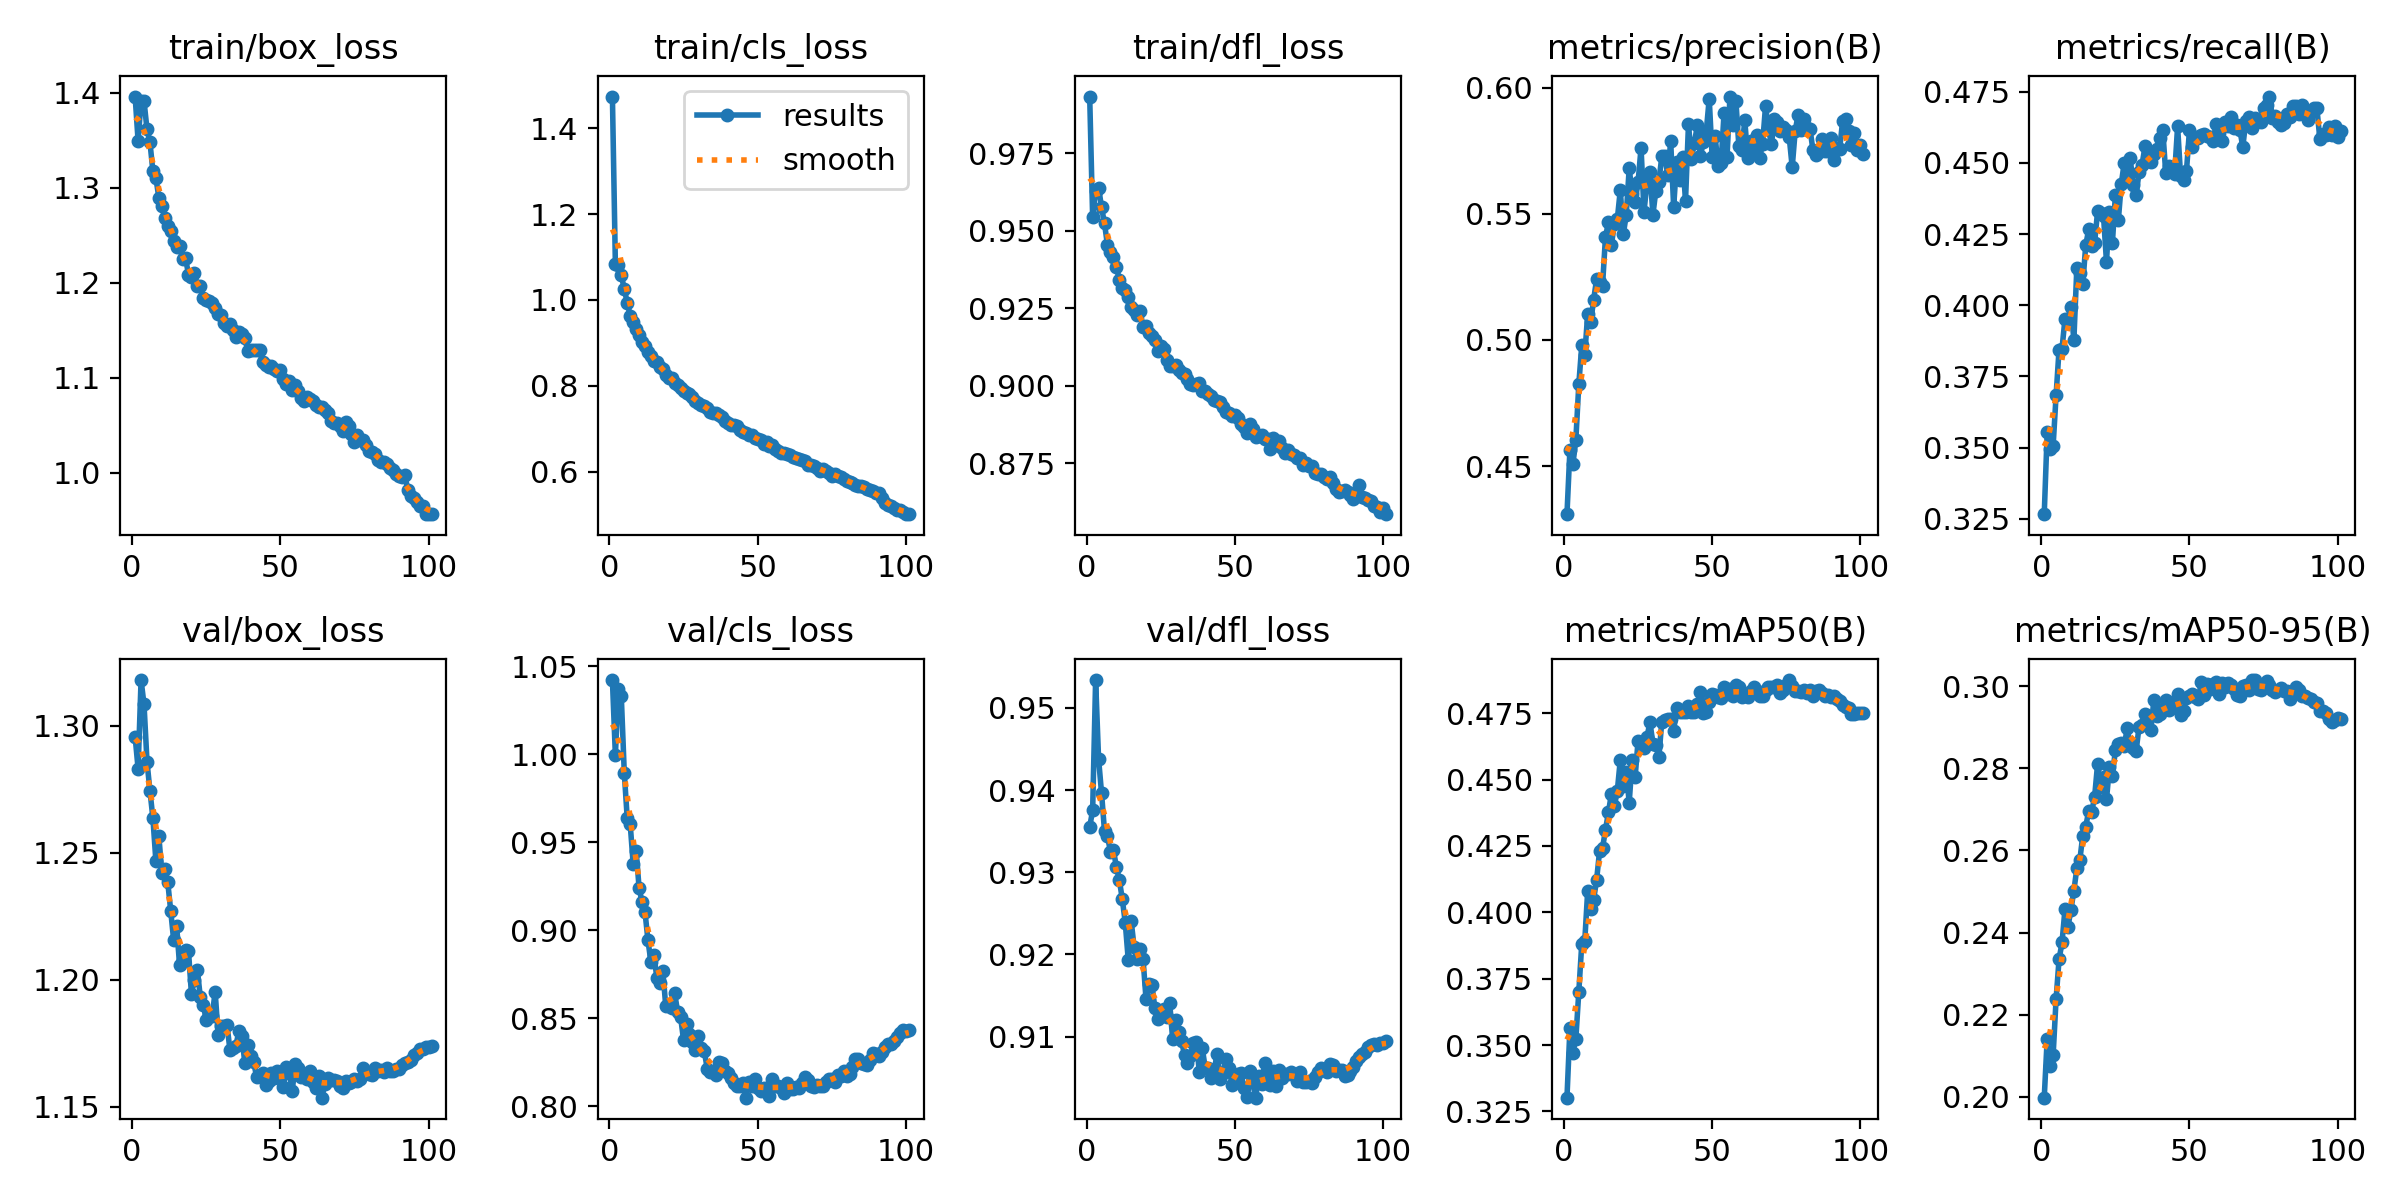 train/box_loss
1.4
1.3
1.2
1.1
1.0
0 50 100
train/cls_loss
results
smooth
1.4
1.2
1.0
0.8
0.6
0 50 100
train/dfl_loss
0.975
0.950
0.925
0.900
0.875
0 50 100
metrics/precision(B)
0.60
0.55
0.50
0.45
0 50 100
metrics/recall(B)
0.475
0.450
0.425
0.400
0.375
0.350
0.325
0 50 100
val/box_loss
1.30
1.25
1.20
1.15
0 50 100
val/cls_loss
1.05
1.00
0.95
0.90
0.85
0.80
0 50 100
val/dfl_loss
0.95
0.94
0.93
0.92
0.91
0 50 100
metrics/mAP50(B)
0.475
0.450
0.425
0.400
0.375
0.350
0.325
0 50 100
metrics/mAP50-95(B)
0.30
0.28
0.26
0.24
0.22
0.20
0 50 100